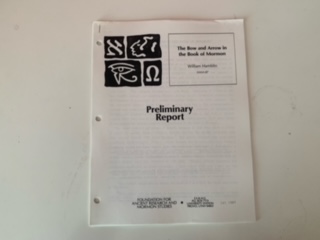 The Bow and Arrow in
the Book of Mormon
William Hamblin
Preliminary
Report
FOUNDATION FOR
ANCIENT RESEARCH AND
MORMON STUDIES